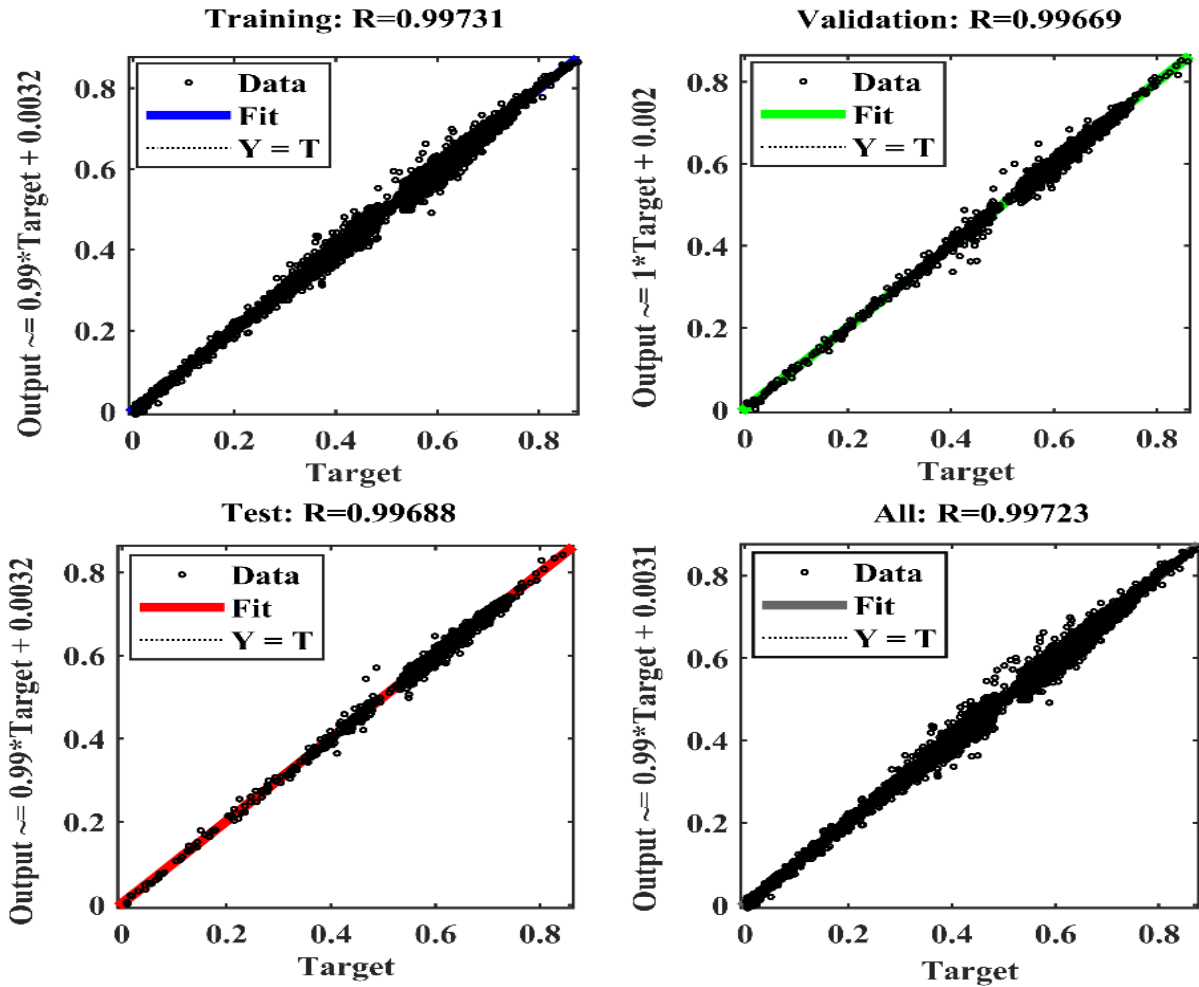 Training: R=0.99731
Output ~= 0.99*Target + 0.0032
Data
Fit
Y = T
0.8
0.6
0.4
0.2
0
0
0.2
0.4
0.6
0.8
Target
Validation: R=0.99669
Output ~= 1*Target + 0.002
Data
Fit
Y = T
0.8
0.6
0.4
0.2
0
0
0.2
0.4
0.6
0.8
Target
Test: R=0.99688
Output ~= 0.99*Target + 0.0032
Data
Fit
Y = T
0.8
0.6
0.4
0.2
0
0
0.2
0.4
0.6
0.8
Target
All: R=0.99723
Output ~= 0.99*Target + 0.0031
Data
Fit
Y = T
0.8
0.6
0.4
0.2
0
0
0.2
0.4
0.6
0.8
Target